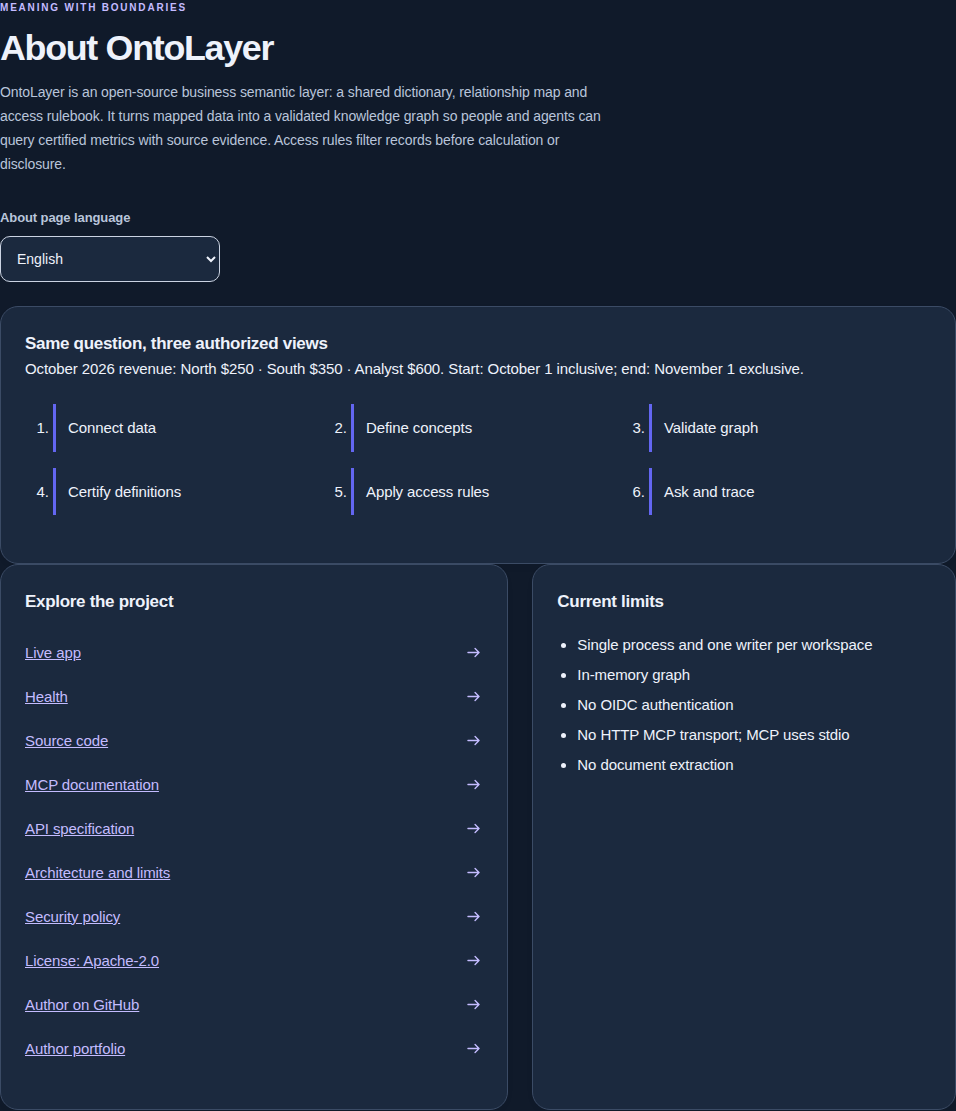 MEANING WITH BOUNDARIES
About OntoLayer
OntoLayer is an open-source business semantic layer: a shared dictionary, relationship map and
access rulebook. It turns mapped data into a validated knowledge graph so people and agents can
query certified metrics with source evidence. Access rules filter records before calculation or
disclosure.
About page language
English
Same question, three authorized views
October 2026 revenue: North $250 · South $350 · Analyst $600. Start: October 1 inclusive; end: November 1 exclusive.
1. Connect data
2. Define concepts
3. Validate graph
4. Certify definitions
5. Apply access rules
6. Ask and trace
Explore the project
Live app →
Health →
Source code →
MCP documentation →
API specification →
Architecture and limits →
Security policy →
License: Apache-2.0 →
Author on GitHub →
Author portfolio →
Current limits
• Single process and one writer per workspace
• In-memory graph
• No OIDC authentication
• No HTTP MCP transport; MCP uses stdio
• No document extraction